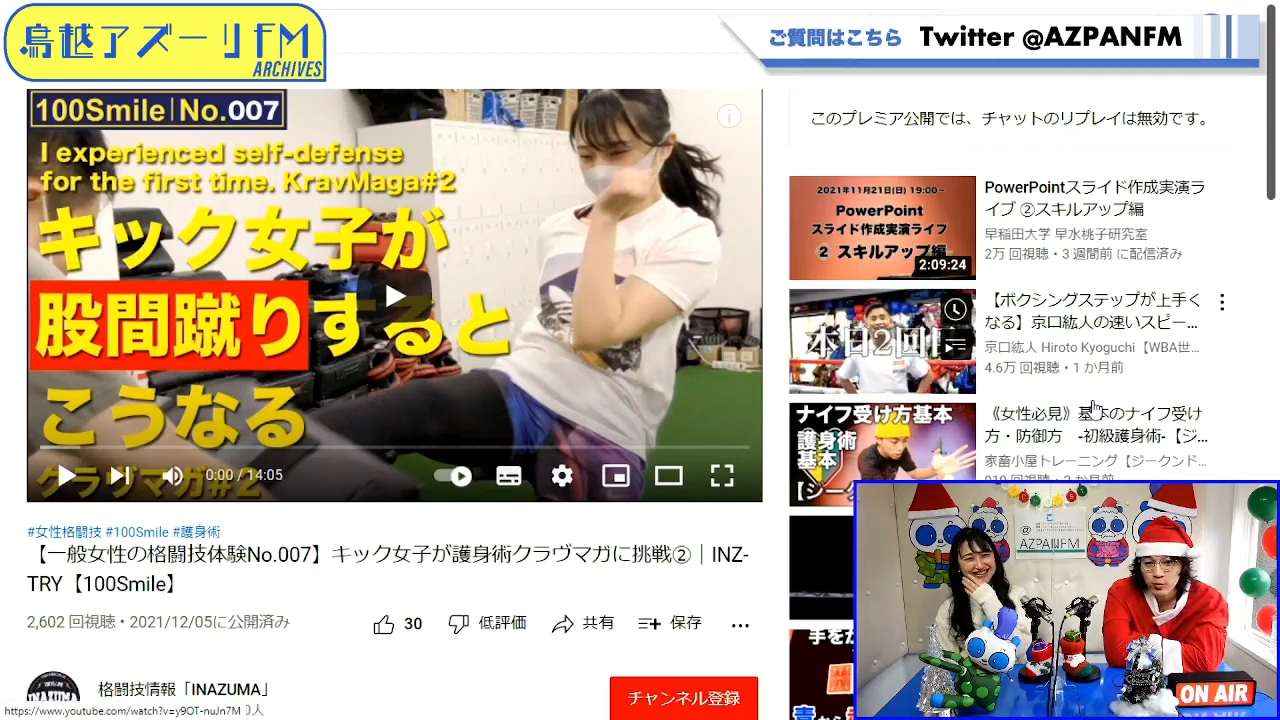 鳥越アズーリFM
ARCHIVES
ご質問はこちら Twitter @AZPANFM
100Smile|No.007
I experienced self-defense
for the first time. KravMaga#2
キック女子が
股間蹴りすると
こうなる
クラヴマガ#2
0:00 / 14:05
#女性格闘技 #100Smile #護身術
【一般女性の格闘技体験No.007】キック女子が護身術クラヴマガに挑戦②｜INZ-
TRY【100Smile】
2,602 回視聴・2021/12/05に公開済み
30
低評価
共有
保存
格闘技情報「INAZUMA」
INAZUMA
チャンネル登録
https://www.youtube.com/watch?v=y9OT-nuJn7M
このプレミア公開では、チャットのリプレイは無効です。
2021年11月21日(日) 19:00~
PowerPoint
スライド作成実演ライブ
② スキルアップ編
2:09:24
PowerPointスライド作成実演ラ
イブ ②スキルアップ編
早稲田大学 早水桃子研究室
2万 回視聴・3 週間前 に配信済み
本日2回目
【ボクシングステップが上手く
なる】京口紘人の速いスピー...
京口紘人 Hiroto Kyoguchi【WBA世...
4.6万 回視聴・1 か月前
ナイフ受け方基本
護身術
基本
【ジーク
《女性必見》基本のナイフ受け
方・防御方 -初級護身術-【ジ...
家畜小屋トレーニング【ジークンド...
手をか
AZPANFM
ON AIR